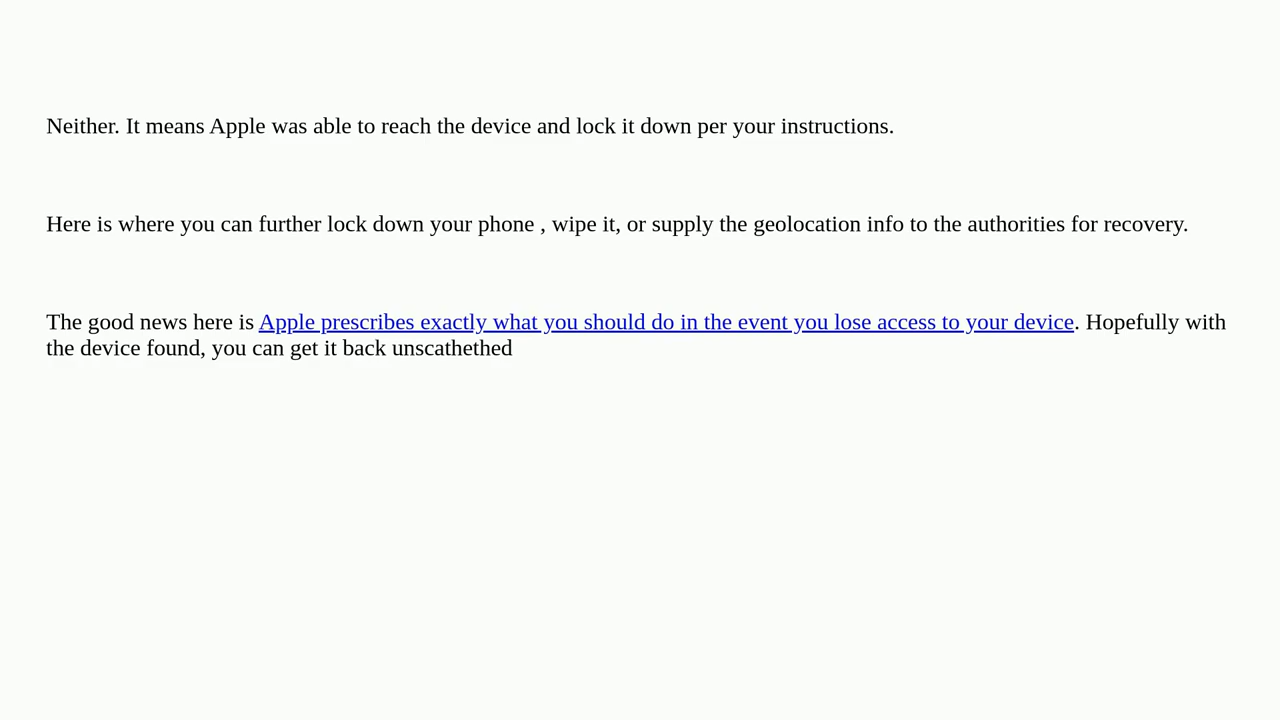 Neither. It means Apple was able to reach the device and lock it down per your instructions.
Here is where you can further lock down your phone , wipe it, or supply the geolocation info to the authorities for recovery.
The good news here is Apple prescribes exactly what you should do in the event you lose access to your device. Hopefully with
the device found, you can get it back unscathethed